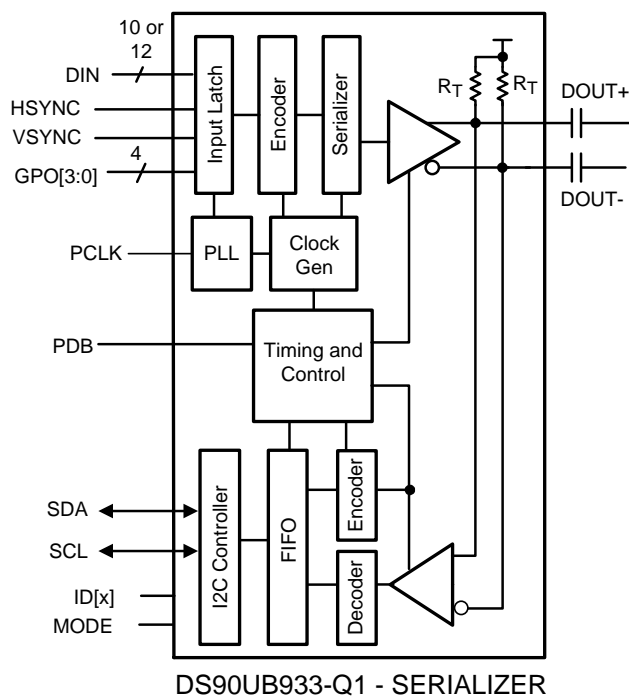 10 or
12
DIN
HSYNC
VSYNC
4
GPO[3:0]
Input Latch
Encoder
Serializer
RT
RT
DOUT+
DOUT-
PCLK
PLL
Clock
Gen
PDB
Timing and
Control
SDA
SCL
ID[x]
MODE
I2C Controller
FIFO
Encoder
Decoder
DS90UB933-Q1 - SERIALIZER